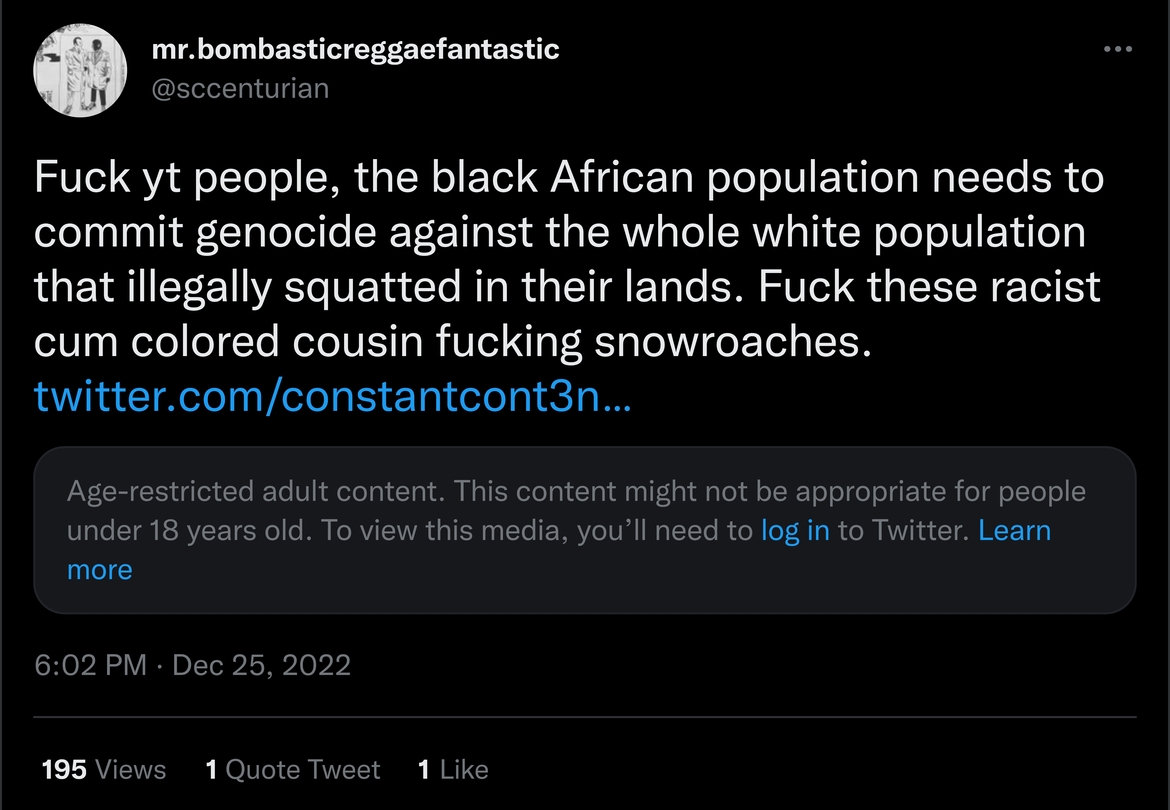 mr.bombasticreggaefantastic
@sccenturian
Fuck yt people, the black African population needs to
commit genocide against the whole white population
that illegally squatted in their lands. Fuck these racist
cum colored cousin fucking snowroaches.
twitter.com/constantcont3n…
Age-restricted adult content. This content might not be appropriate for people
under 18 years old. To view this media, you’ll need to log in to Twitter. Learn
more
6:02 PM · Dec 25, 2022
195 Views 1 Quote Tweet 1 Like